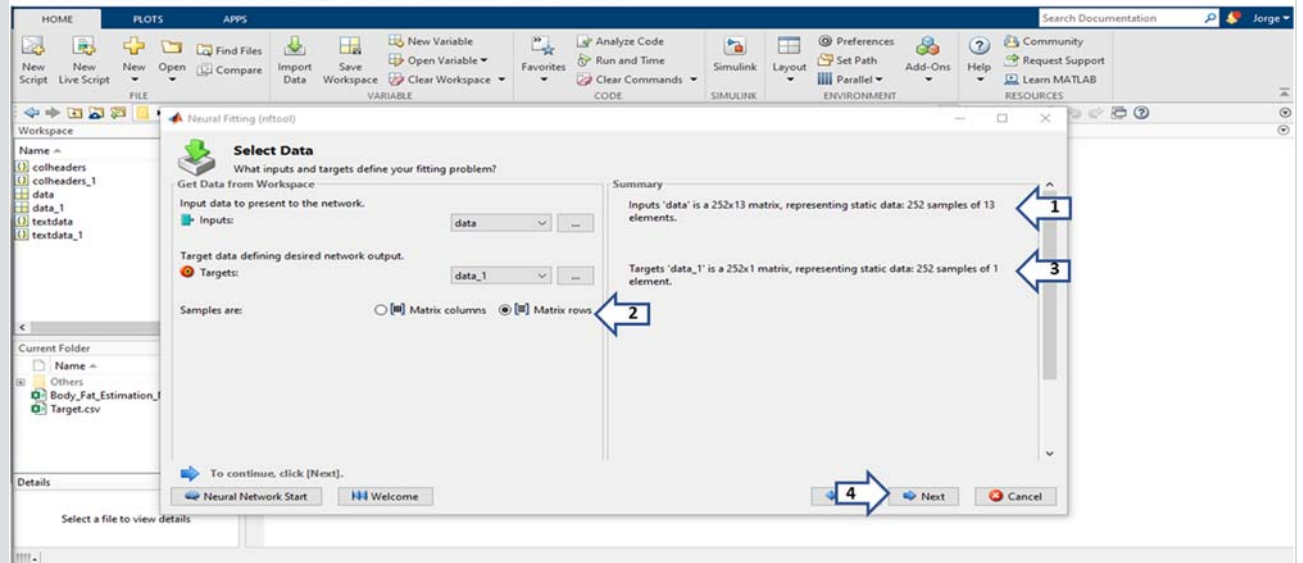 HOME PLOTS APPS Search Documentation Jorge
New Script
New Live Script
New
Open
Find Files
Compare
FILE
Import Data
Save Workspace
New Variable
Open Variable
Clear Workspace
VARIABLE
Favorites
Analyze Code
Run and Time
Clear Commands
CODE
Simulink
SIMULINK
Layout
Preferences
Set Path
Parallel
Add-Ons
ENVIRONMENT
Help
Community
Request Support
Learn MATLAB
RESOURCES
Workspace
Name
colheaders
colheaders_1
data
data_1
textdata
textdata_1
Current Folder
Name
Others
Body_Fat_Estimation_
Target.csv
Details
Select a file to view details
Neural Fitting (nftool)
Select Data
What inputs and targets define your fitting problem?
Get Data from Workspace
Input data to present to the network.
Inputs: data ...
Target data defining desired network output.
Targets: data_1 ...
Samples are: Matrix columns Matrix rows
2
Summary
Inputs 'data' is a 252x13 matrix, representing static data: 252 samples of 13
elements.
1
Targets 'data_1' is a 252x1 matrix, representing static data: 252 samples of 1
element.
3
To continue, click [Next].
Neural Network Start Welcome 4 Next Cancel